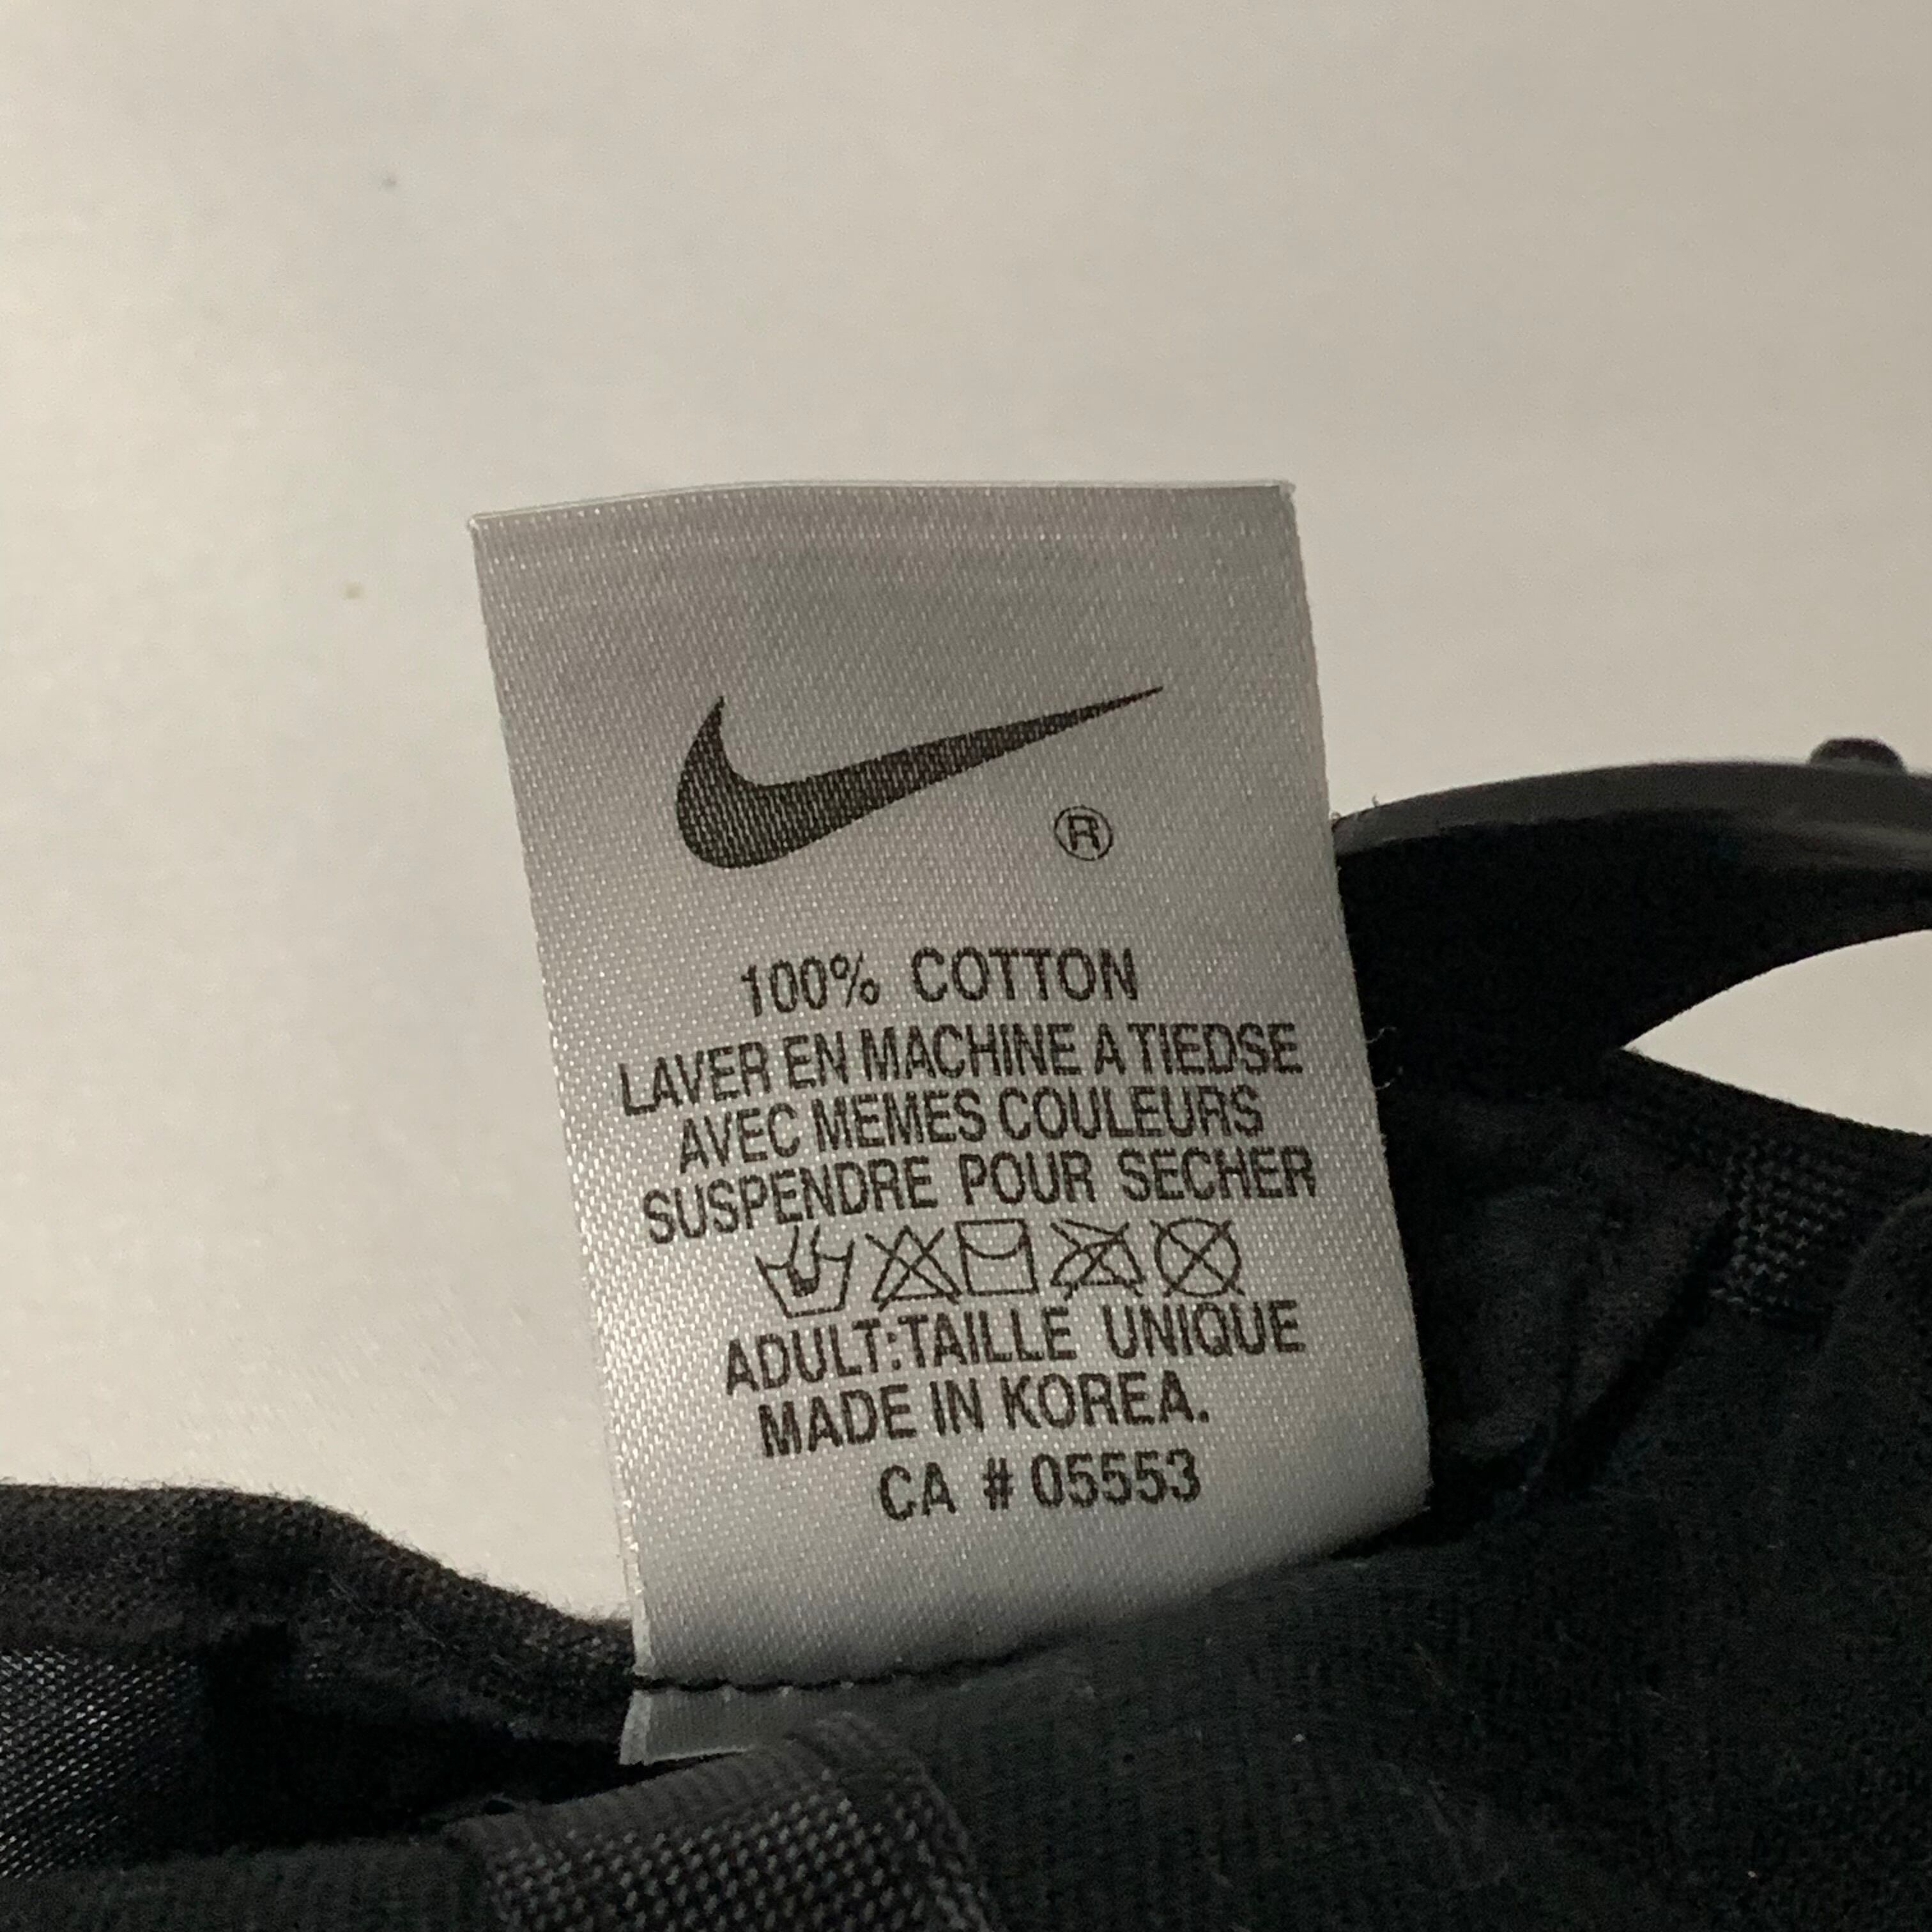 ®
100% COTTON
LAVER EN MACHINE A TIEDSE
AVEC MEMES COULEURS
SUSPENDRE POUR SECHER
ADULT:TAILLE UNIQUE
MADE IN KOREA.
CA # 05553